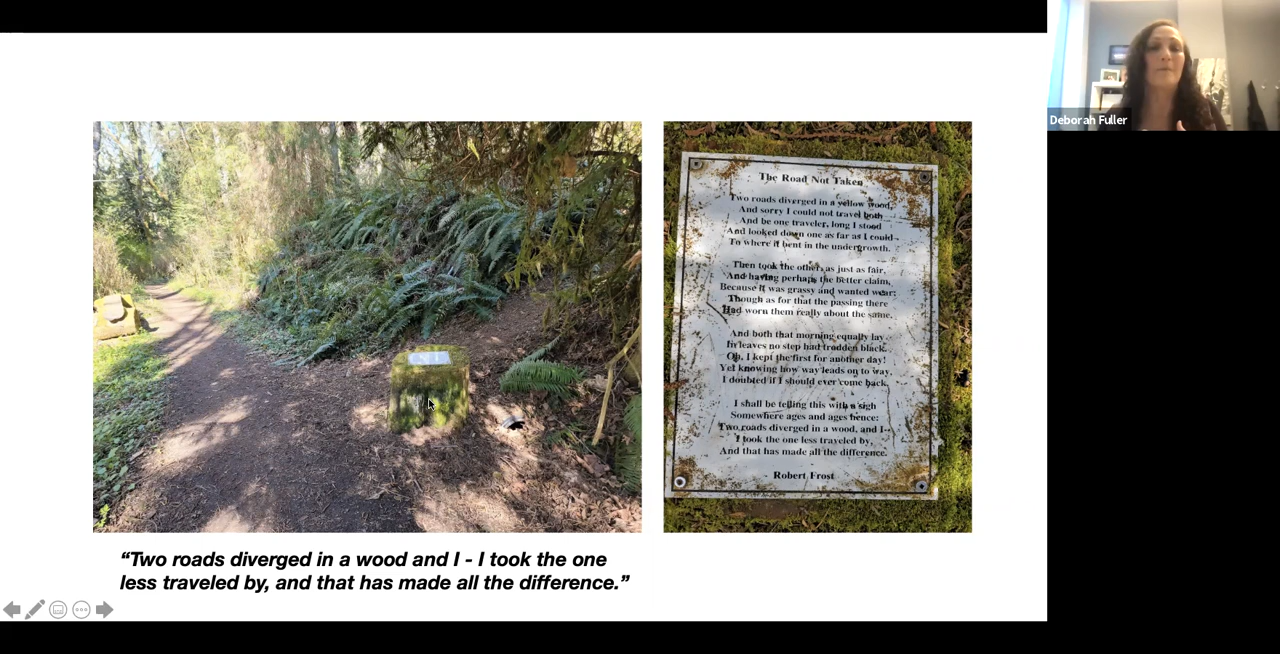 Deborah Fuller
The Road Not Taken
Two roads diverged in a yellow wood,
And sorry I could not travel both
And be one traveler, long I stood
And looked down one as far as I could
To where it bent in the undergrowth.
Then took the other, as just as fair,
And having perhaps the better claim,
Because it was grassy and wanted wear;
Though as for that the passing there
Had worn them really about the same.
And both that morning equally lay
In leaves no step had trodden black.
Oh, I kept the first for another day!
Yet knowing how way leads on to way,
I doubted if I should ever come back.
I shall be telling this with a sigh
Somewhere ages and ages hence:
Two roads diverged in a wood, and I--
I took the one less traveled by,
And that has made all the difference.
Robert Frost
“Two roads diverged in a wood and I - I took the one
less traveled by, and that has made all the difference.”